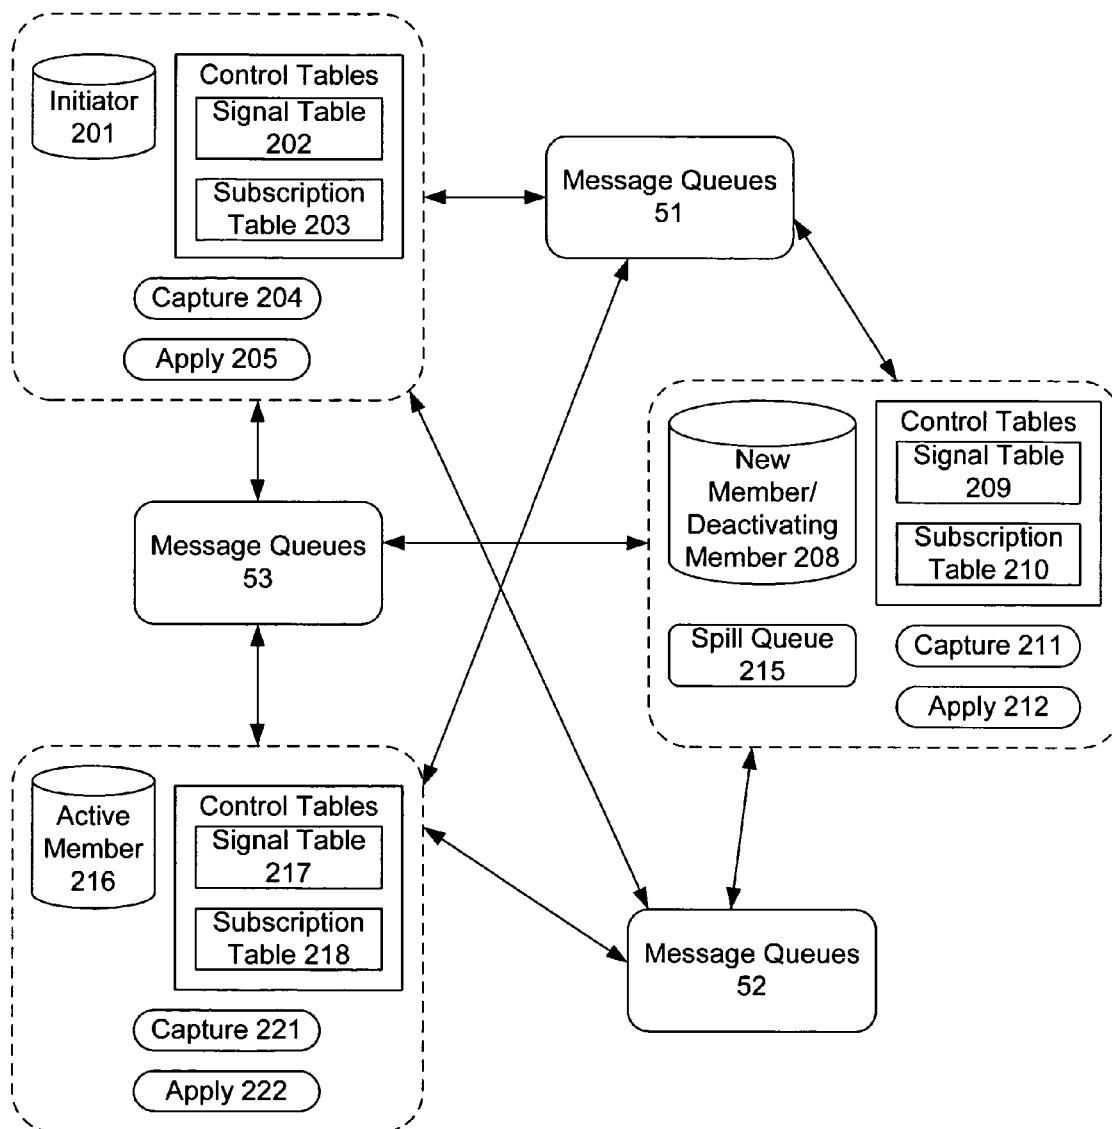 Initiator
201
Control Tables
Signal Table
202
Subscription
Table 203
Capture 204
Apply 205
Message Queues
51
New
Member/
Deactivating
Member 208
Control Tables
Signal Table
209
Subscription
Table 210
Spill Queue
215
Capture 211
Apply 212
Message Queues
53
Active
Member
216
Control Tables
Signal Table
217
Subscription
Table 218
Capture 221
Apply 222
Message Queues
52